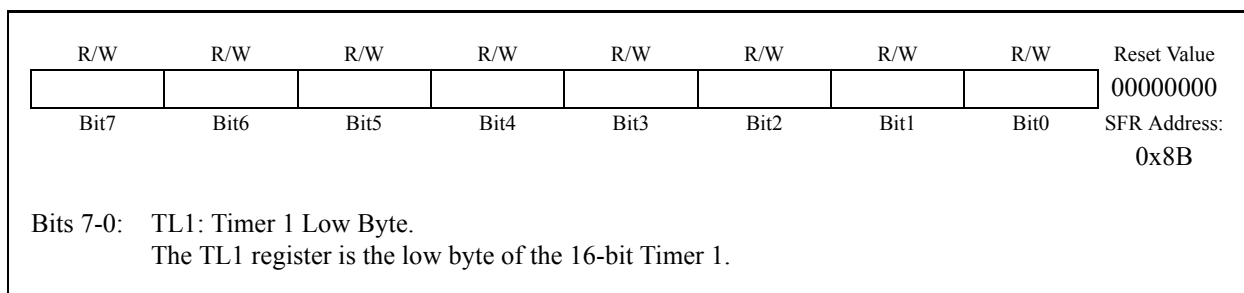 R/W R/W R/W R/W R/W R/W R/W R/W Reset Value
00000000
Bit7 Bit6 Bit5 Bit4 Bit3 Bit2 Bit1 Bit0 SFR Address:
0x8B
Bits 7-0: TL1: Timer 1 Low Byte.
The TL1 register is the low byte of the 16-bit Timer 1.